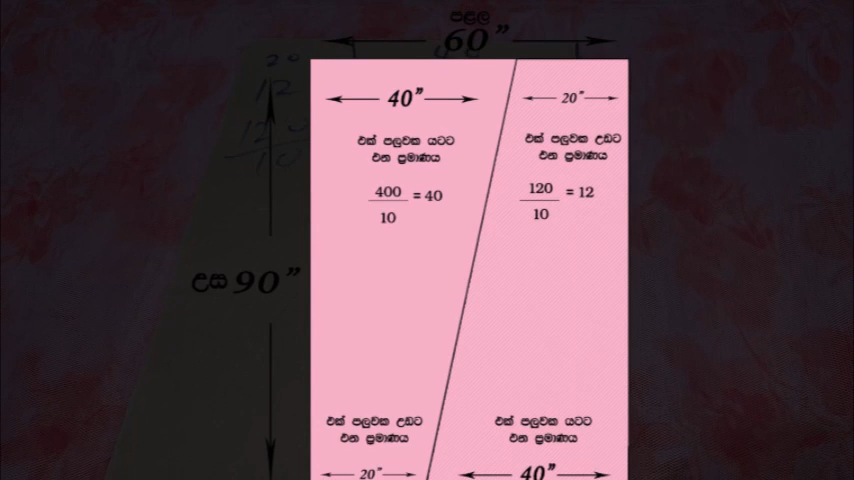 පළල
60”
40”
20”
එක් පලුවක යටට
එන ප්‍රමාණය
එක් පලුවක උඩට
එන ප්‍රමාණය
400
10
= 40
120
10
= 12
උස 90”
එක් පලුවක උඩට
එන ප්‍රමාණය
එක් පලුවක යටට
එන ප්‍රමාණය
20”
40”